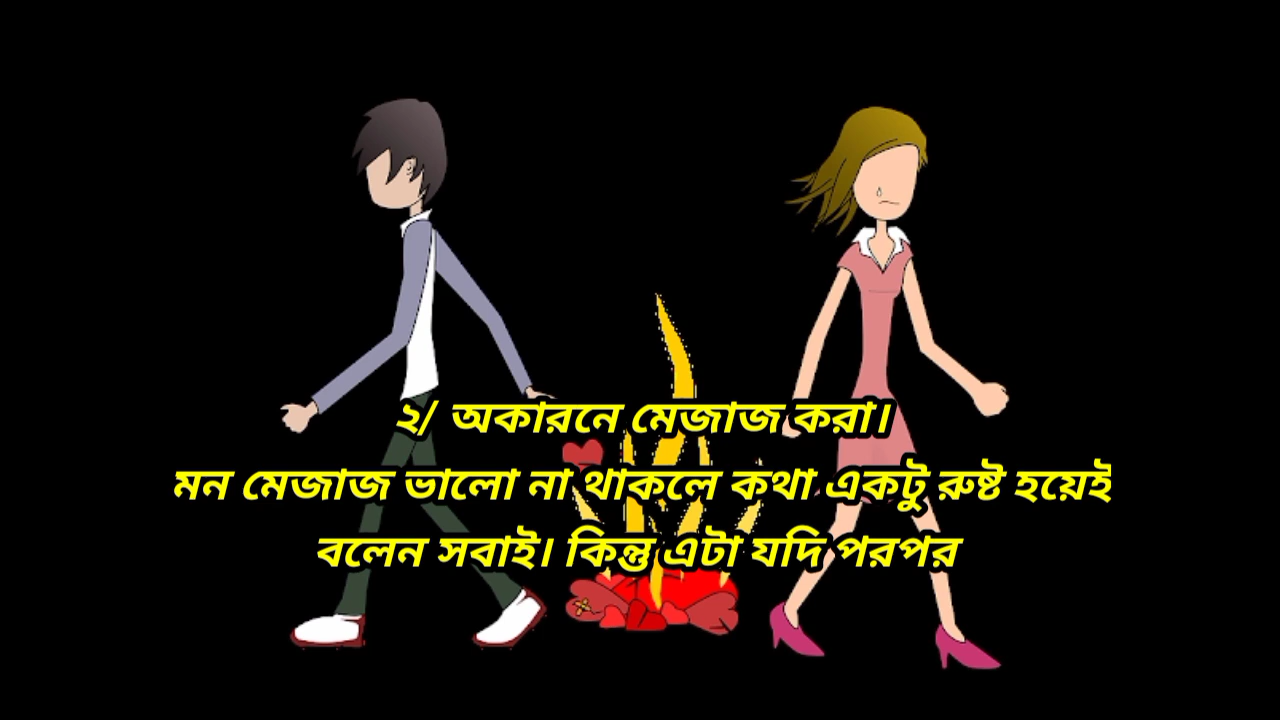 ২/ অকারনে মেজাজ করা।
মন মেজাজ ভালো না থাকলে কথা একটু রুষ্ট হয়েই
বলেন সবাই। কিন্তু এটা যদি পরপর